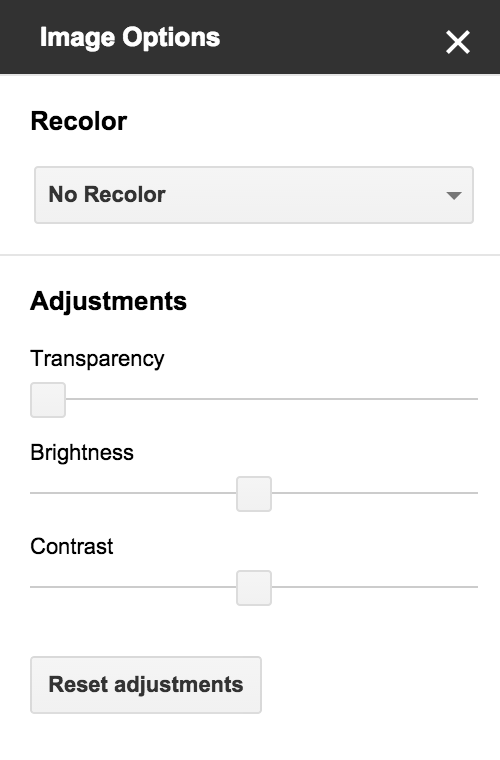 Image Options
Recolor
No Recolor
Adjustments
Transparency
Brightness
Contrast
Reset adjustments